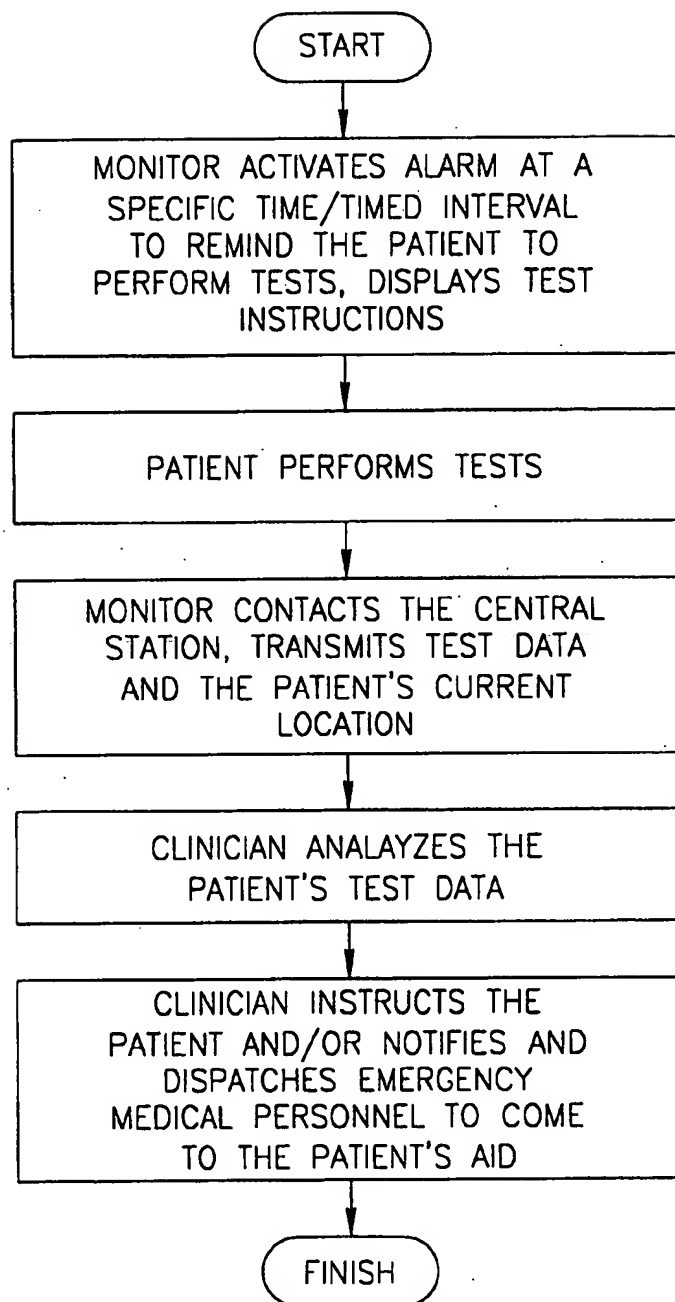 START
MONITOR ACTIVATES ALARM AT A
SPECIFIC TIME/TIMED INTERVAL
TO REMIND THE PATIENT TO
PERFORM TESTS, DISPLAYS TEST
INSTRUCTIONS
PATIENT PERFORMS TESTS
MONITOR CONTACTS THE CENTRAL
STATION, TRANSMITS TEST DATA
AND THE PATIENT'S CURRENT
LOCATION
CLINICIAN ANALAYZES THE
PATIENT'S TEST DATA
CLINICIAN INSTRUCTS THE
PATIENT AND/OR NOTIFIES AND
DISPATCHES EMERGENCY
MEDICAL PERSONNEL TO COME
TO THE PATIENT'S AID
FINISH